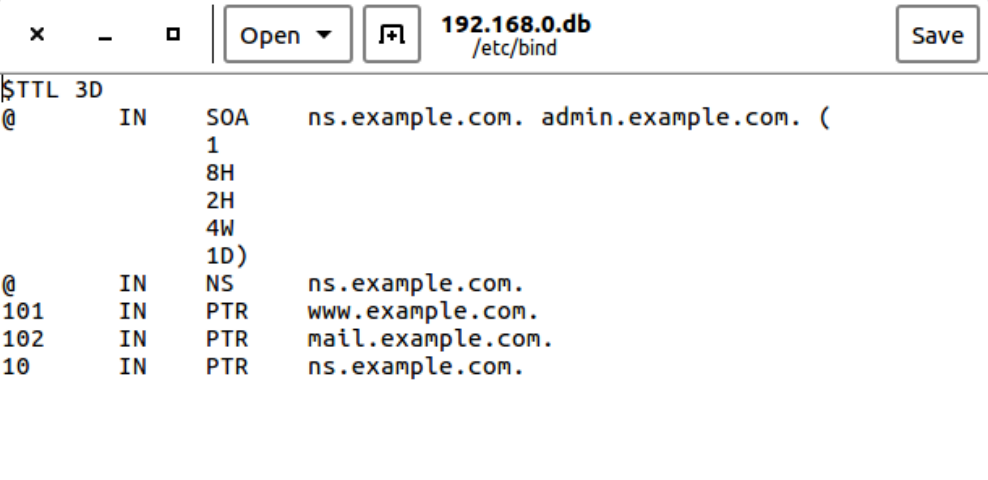 Open 192.168.0.db Save
/etc/bind
$TTL 3D
@ IN SOA ns.example.com. admin.example.com. (
1
8H
2H
4W
1D)
@ IN NS ns.example.com.
101 IN PTR www.example.com.
102 IN PTR mail.example.com.
10 IN PTR ns.example.com.